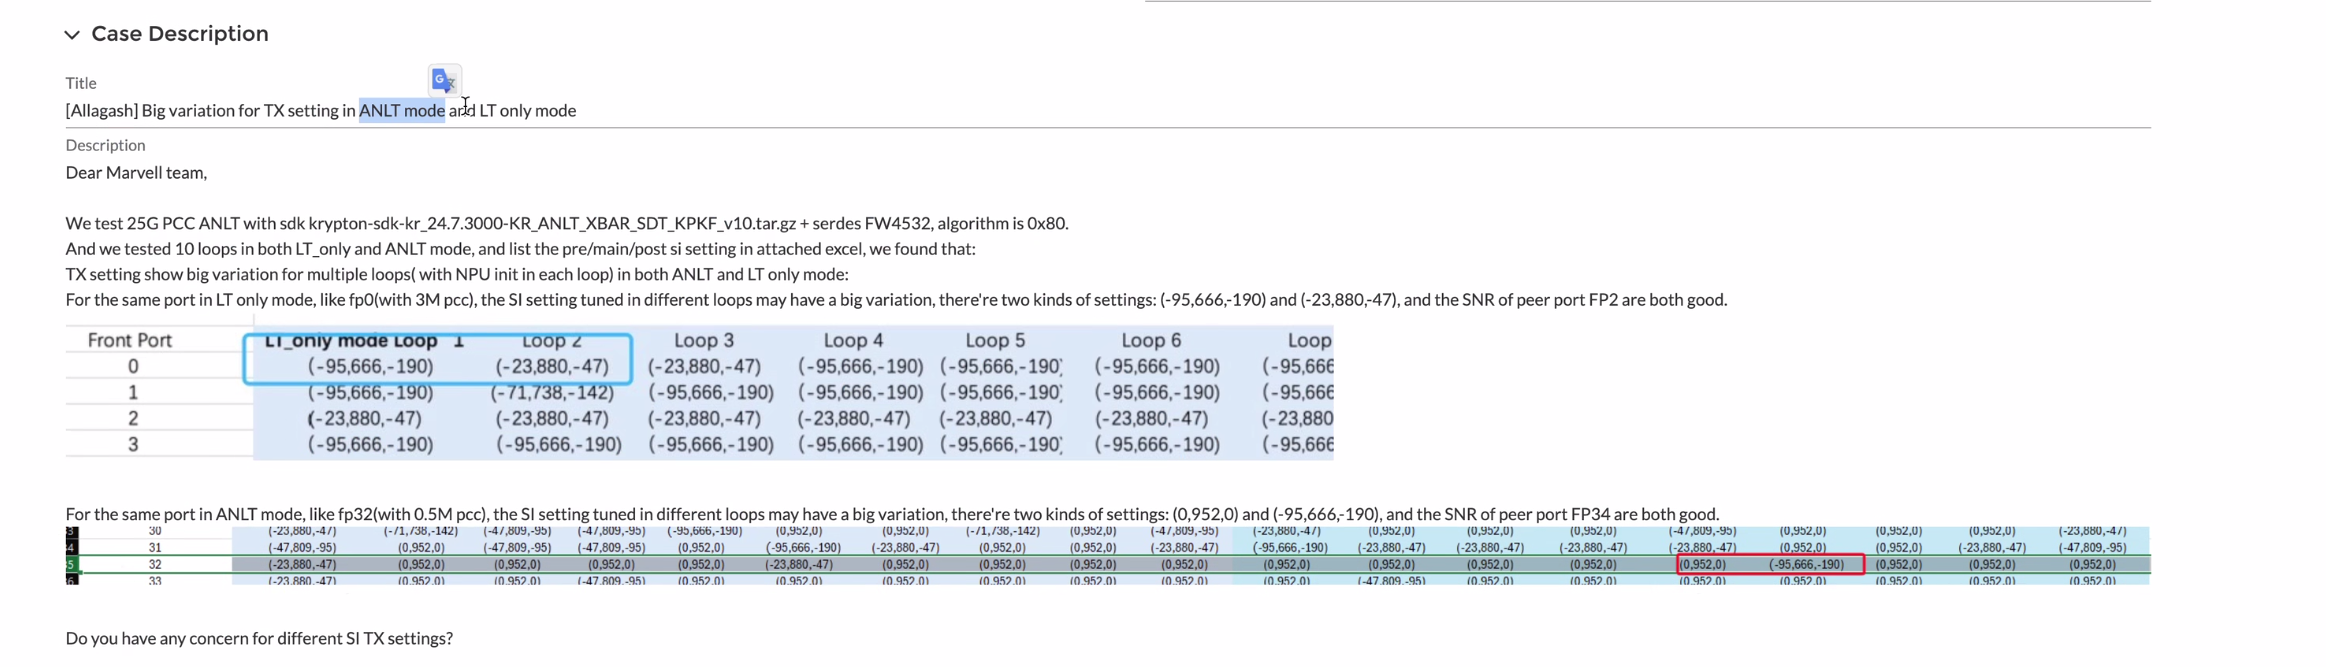 Case Description
Title
[Allagash] Big variation for TX setting in ANLT mode and LT only mode
Description
Dear Marvell team,
We test 25G PCC ANLT with sdk krypton-sdk-kr_24.7.3000-KR_ANLT_XBAR_SDT_KPKF_v10.tar.gz + serdes FW4532, algorithm is 0x80.
And we tested 10 loops in both LT_only and ANLT mode, and list the pre/main/post si setting in attached excel, we found that:
TX setting show big variation for multiple loops( with NPU init in each loop) in both ANLT and LT only mode:
For the same port in LT only mode, like fp0(with 3M pcc), the SI setting tuned in different loops may have a big variation, there're two kinds of settings: (-95,666,-190) and (-23,880,-47), and the SNR of peer port FP2 are both good.
Front Port LT_only mode Loop 1 Loop 2 Loop 3 Loop 4 Loop 5 Loop 6 Loop
0 (-95,666,-190) (-23,880,-47) (-23,880,-47) (-95,666,-190) (-95,666,-190) (-95,666,-190) (-95,666
1 (-95,666,-190) (-71,738,-142) (-95,666,-190) (-95,666,-190) (-95,666,-190) (-95,666,-190) (-95,666
2 (-23,880,-47) (-23,880,-47) (-23,880,-47) (-23,880,-47) (-23,880,-47) (-23,880,-47) (-23,880
3 (-95,666,-190) (-95,666,-190) (-95,666,-190) (-95,666,-190) (-95,666,-190) (-95,666,-190) (-95,666
For the same port in ANLT mode, like fp32(with 0.5M pcc), the SI setting tuned in different loops may have a big variation, there're two kinds of settings: (0,952,0) and (-95,666,-190), and the SNR of peer port FP34 are both good.
30 (-23,880,-47) (-71,738,-142) (-47,809,-95) (-47,809,-95) (-95,666,-190) (0,952,0) (0,952,0) (-71,738,-142) (0,952,0) (-47,809,-95) (-23,880,-47) (0,952,0) (0,952,0) (0,952,0) (-47,809,-95) (0,952,0) (0,952,0) (0,952,0) (-23,880,-47)
4 31 (-47,809,-95) (0,952,0) (-47,809,-95) (-47,809,-95) (0,952,0) (-95,666,-190) (-23,880,-47) (0,952,0) (0,952,0) (-23,880,-47) (-95,666,-190) (-23,880,-47) (-23,880,-47) (-23,880,-47) (-23,880,-47) (0,952,0) (0,952,0) (-23,880,-47) (-47,809,-95)
5 32 (-23,880,-47) (0,952,0) (0,952,0) (0,952,0) (0,952,0) (-23,880,-47) (0,952,0) (0,952,0) (0,952,0) (0,952,0) (0,952,0) (0,952,0) (0,952,0) (0,952,0) (0,952,0) (-95,666,-190) (0,952,0) (0,952,0) (0,952,0)
33 (-23,880,-47) (0,952,0) (0,952,0) (-47,809,-95) (0,952,0) (0,952,0) (0,952,0) (0,952,0) (0,952,0) (0,952,0) (0,952,0) (-47,809,-95) (0,952,0) (0,952,0) (0,952,0) (0,952,0) (0,952,0) (0,952,0) (0,952,0)
Do you have any concern for different SI TX settings?